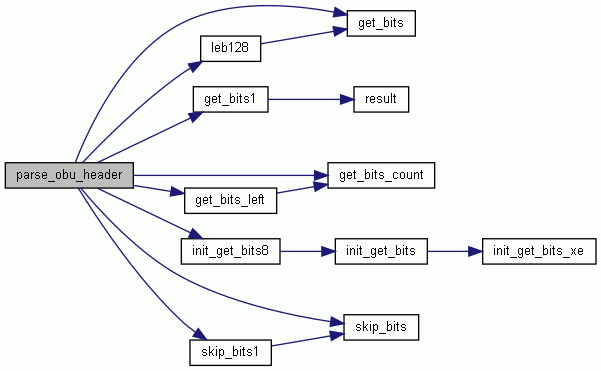 get_bits
leb128
get_bits1
result
parse_obu_header
get_bits_count
get_bits_left
init_get_bits8
init_get_bits
init_get_bits_xe
skip_bits
skip_bits1